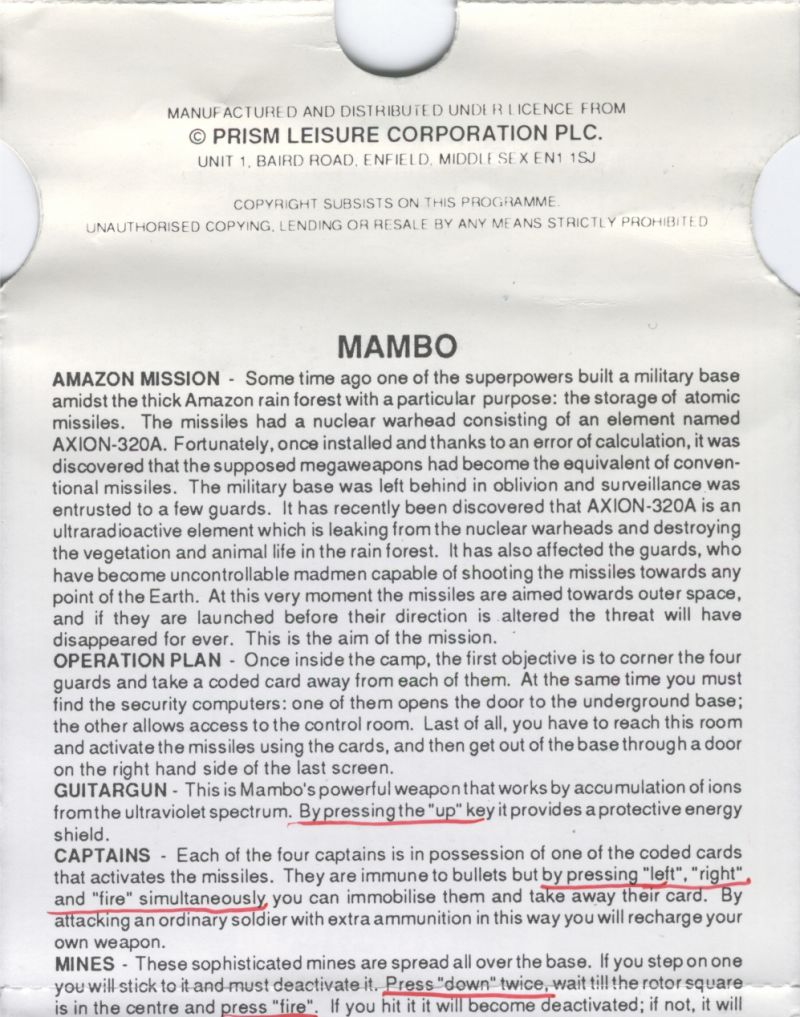 MANUFACTURED AND DISTRIBUTED UNDER LICENCE FROM
© PRISM LEISURE CORPORATION PLC.
UNIT 1, BAIRD ROAD, ENFIELD, MIDDLESEX EN1 1SJ
COPYRIGHT SUBSISTS ON THIS PROGRAMME.
UNAUTHORISED COPYING, LENDING OR RESALE BY ANY MEANS STRICTLY PROHIBITED
MAMBO
AMAZON MISSION - Some time ago one of the superpowers built a military base
amidst the thick Amazon rain forest with a particular purpose: the storage of atomic
missiles. The missiles had a nuclear warhead consisting of an element named
AXION-320A. Fortunately, once installed and thanks to an error of calculation, it was
discovered that the supposed megaweapons had become the equivalent of conven-
tional missiles. The military base was left behind in oblivion and surveillance was
entrusted to a few guards. It has recently been discovered that AXION-320A is an
ultraradioactive element which is leaking from the nuclear warheads and destroying
the vegetation and animal life in the rain forest. It has also affected the guards, who
have become uncontrollable madmen capable of shooting the missiles towards any
point of the Earth. At this very moment the missiles are aimed towards outer space,
and if they are launched before their direction is altered the threat will have
disappeared for ever. This is the aim of the mission.
OPERATION PLAN - Once inside the camp, the first objective is to corner the four
guards and take a coded card away from each of them. At the same time you must
find the security computers: one of them opens the door to the underground base;
the other allows access to the control room. Last of all, you have to reach this room
and activate the missiles using the cards, and then get out of the base through a door
on the right hand side of the last screen.
GUITARGUN - This is Mambo's powerful weapon that works by accumulation of ions
from the ultraviolet spectrum. By pressing the "up" key it provides a protective energy
shield.
CAPTAINS - Each of the four captains is in possession of one of the coded cards
that activates the missiles. They are immune to bullets but by pressing "left", "right"
and "fire" simultaneously, you can immobilise them and take away their card. By
attacking an ordinary soldier with extra ammunition in this way you will recharge your
own weapon.
MINES - These sophisticated mines are spread all over the base. If you step on one
you will stick to it and must deactivate it. Press "down" twice, wait till the rotor square
is in the centre and press "fire". If you hit it it will become deactivated; if not, it will